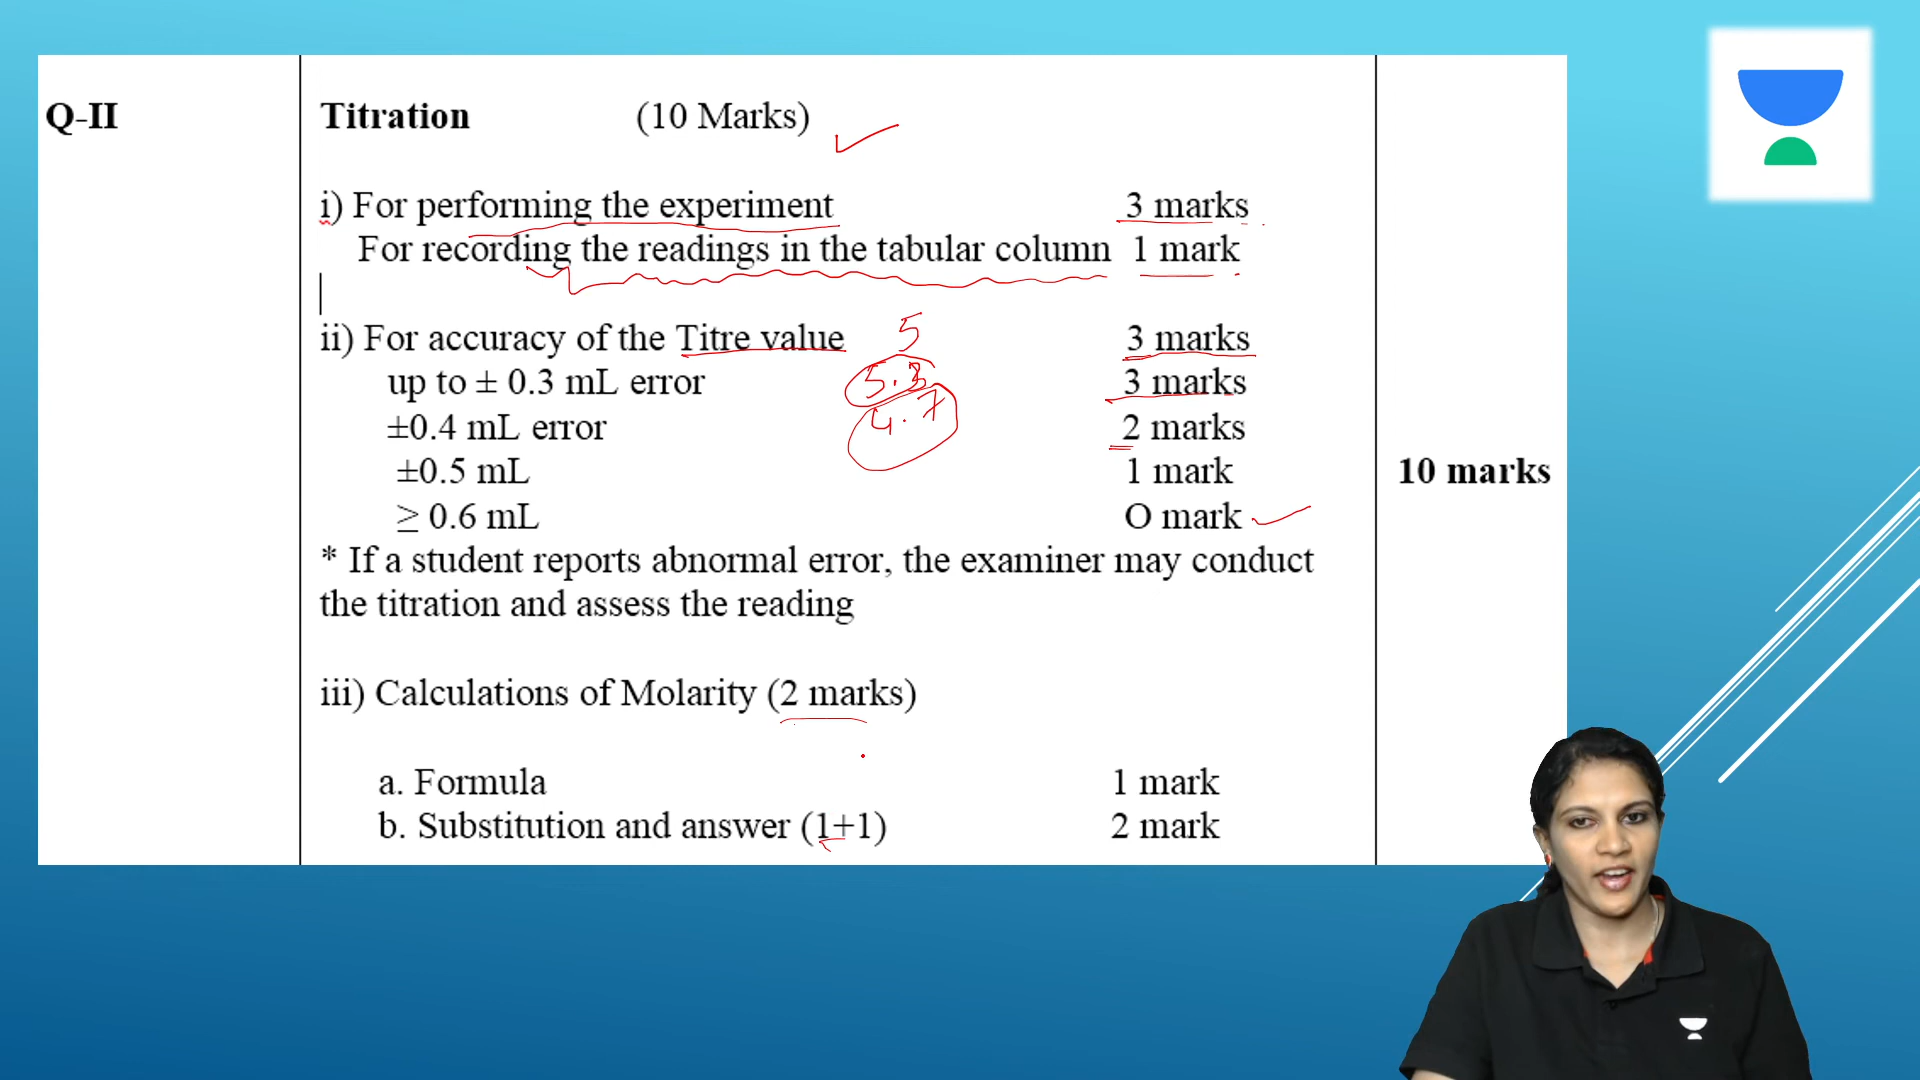 Q-II
Titration (10 Marks)
i) For performing the experiment 3 marks
For recording the readings in the tabular column 1 mark
ii) For accuracy of the Titre value 5 3 marks
up to ± 0.3 mL error 5.3 3 marks
±0.4 mL error 4.7 2 marks
±0.5 mL 1 mark
≥ 0.6 mL O mark
10 marks
* If a student reports abnormal error, the examiner may conduct
the titration and assess the reading
iii) Calculations of Molarity (2 marks)
a. Formula 1 mark
b. Substitution and answer (1+1) 2 mark